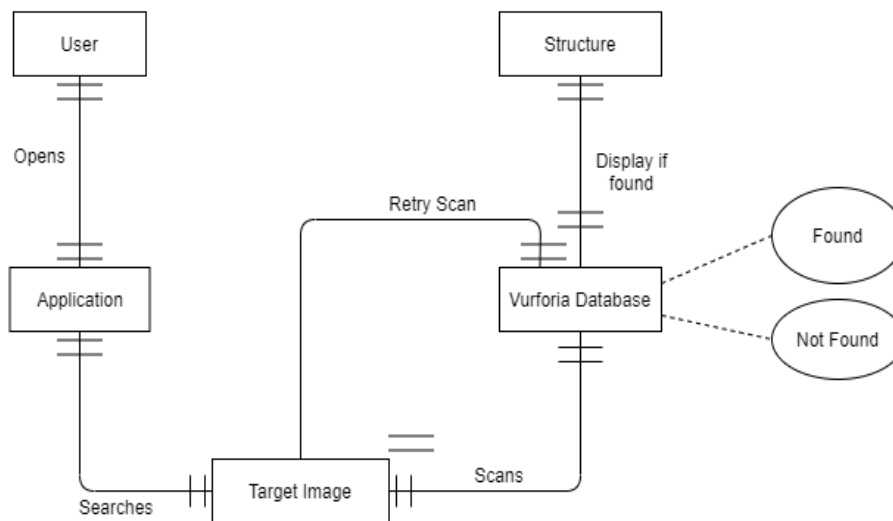 User
Structure
Opens
Display if
found
Retry Scan
Found
Application
Vurforia Database
Not Found
Target Image
Scans
Searches